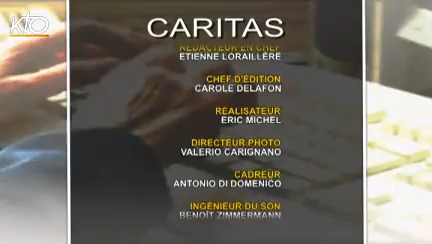 KTO
CARITAS
RÉDACTEUR EN CHEF
ETIENNE LORAILLÈRE
CHEF D'ÉDITION
CAROLE DELAFON
RÉALISATEUR
ERIC MICHEL
DIRECTEUR PHOTO
VALERIO CARIGNANO
CADREUR
ANTONIO DI DOMENICO
INGÉNIEUR DU SON
BENOÎT ZIMMERMANN